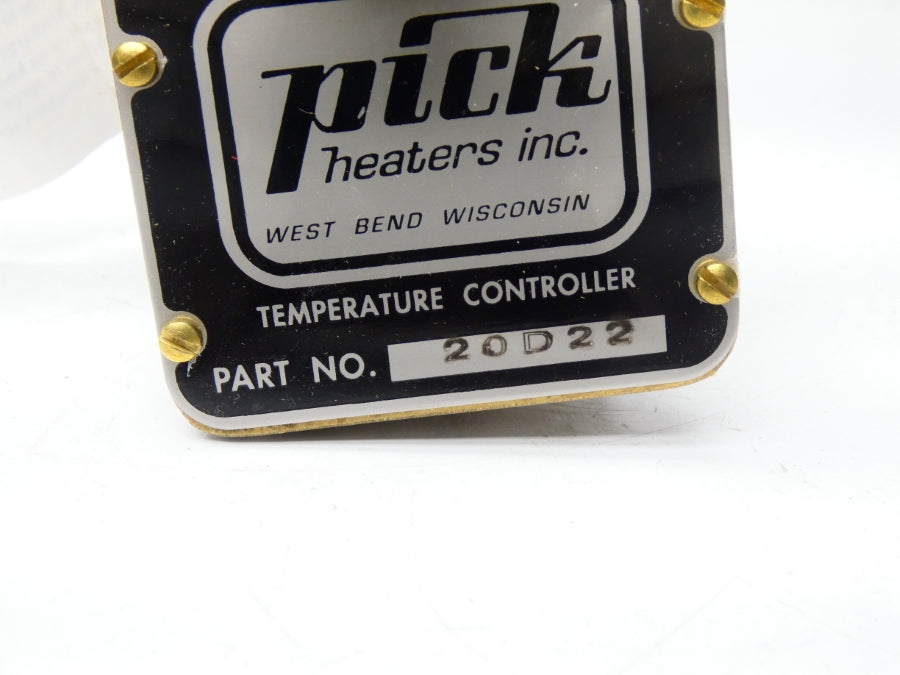 pick
heaters inc.
WEST BEND WISCONSIN
TEMPERATURE CONTROLLER
PART NO. 20D22